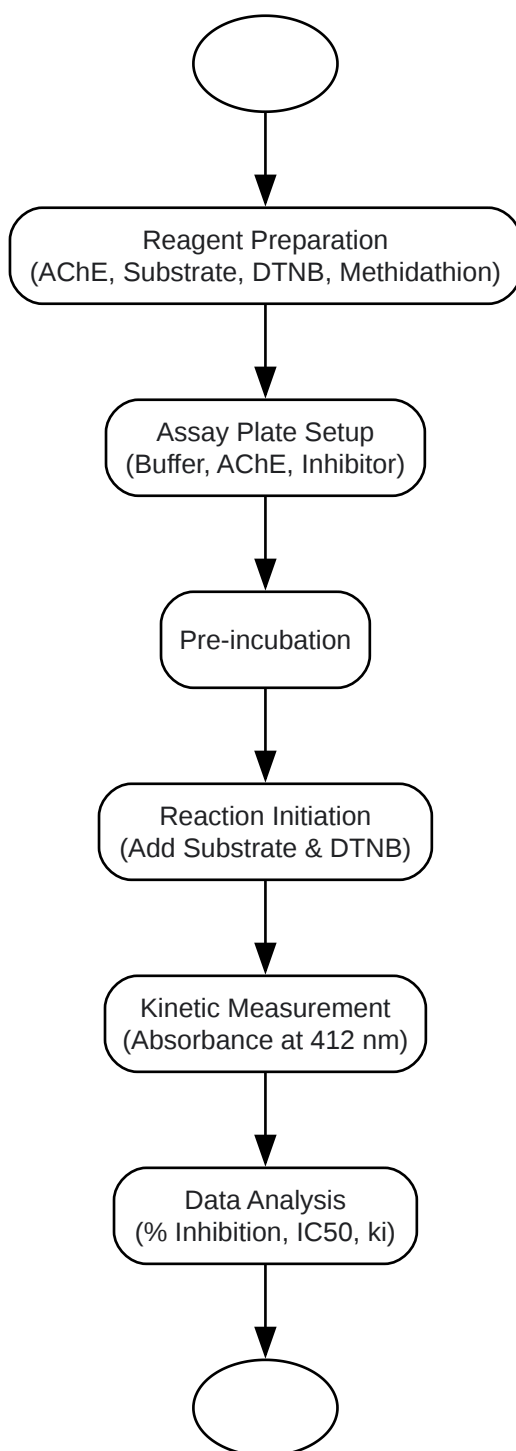 Reagent Preparation
(AChE, Substrate, DTNB, Methidathion)
Assay Plate Setup
(Buffer, AChE, Inhibitor)
Pre-incubation
Reaction Initiation
(Add Substrate & DTNB)
Kinetic Measurement
(Absorbance at 412 nm)
Data Analysis
(% Inhibition, IC50, ki)